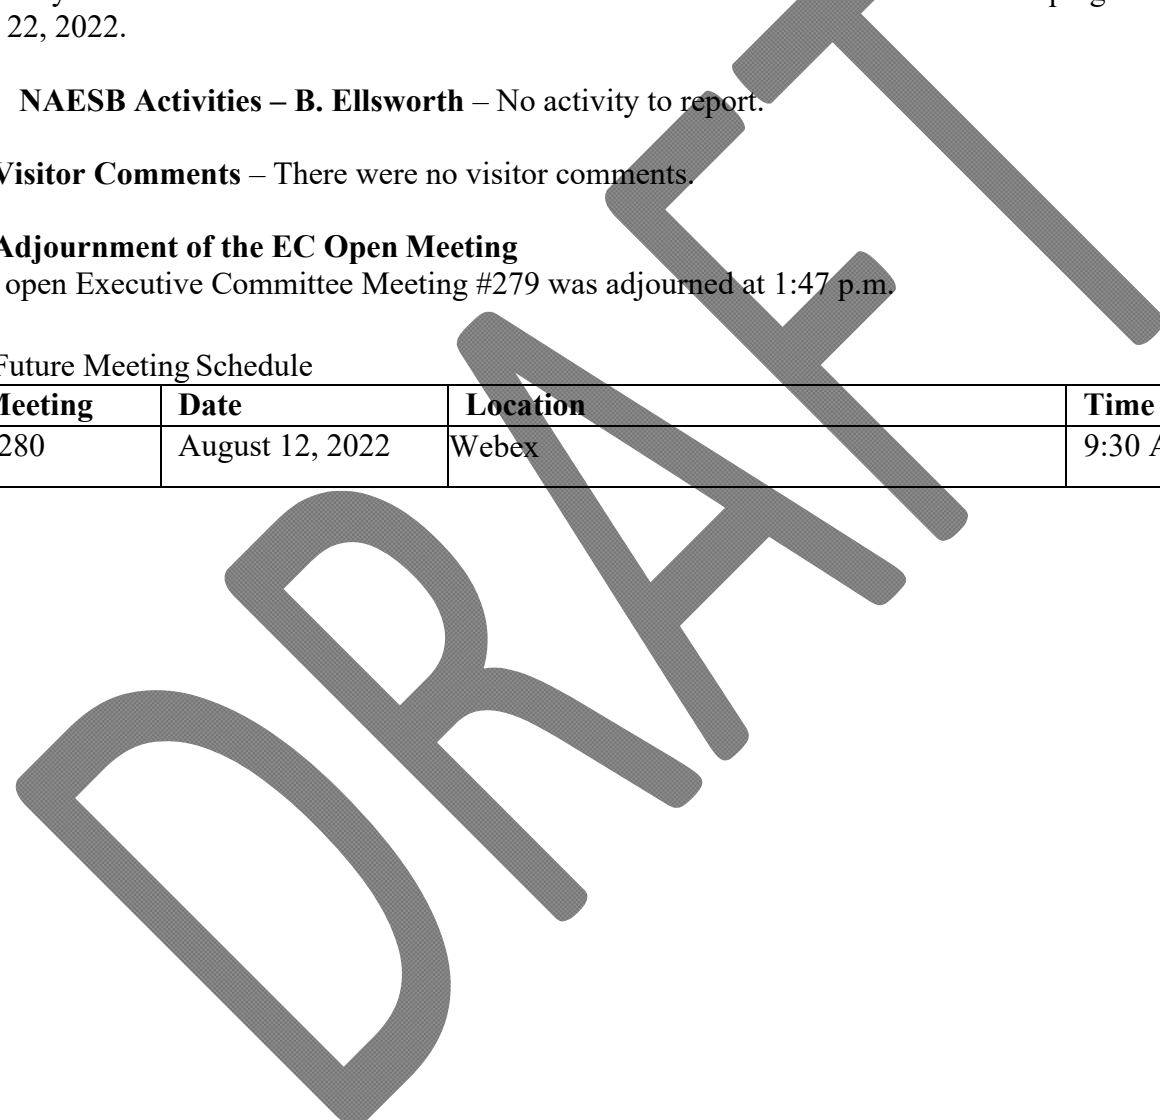 22, 2022.
NAESB Activities – B. Ellsworth – No activity to report.
Visitor Comments – There were no visitor comments.
Adjournment of the EC Open Meeting
open Executive Committee Meeting #279 was adjourned at 1:47 p.m.
Future Meeting Schedule
Meeting Date Location Time
280 August 12, 2022 Webex 9:30 A
DRAFT